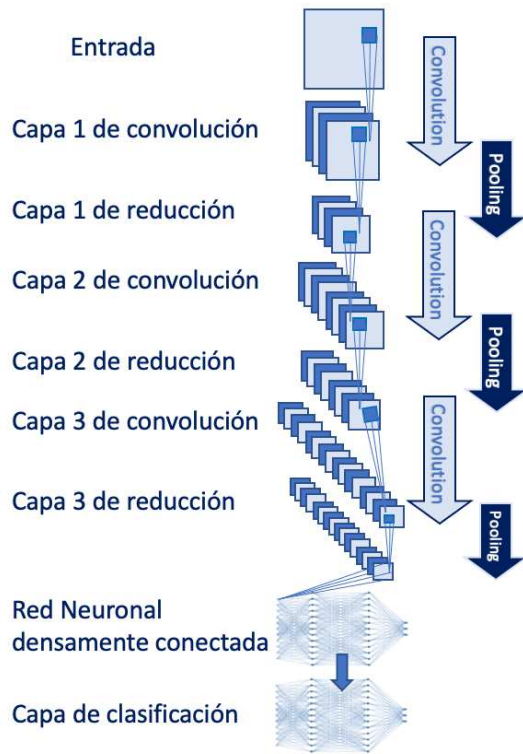 Entrada
Convolution
Capa 1 de convolución
Pooling
Capa 1 de reducción
Convolution
Capa 2 de convolución
Pooling
Capa 2 de reducción
Convolution
Capa 3 de convolución
Capa 3 de reducción
Pooling
Red Neuronal
densamente conectada
Capa de clasificación